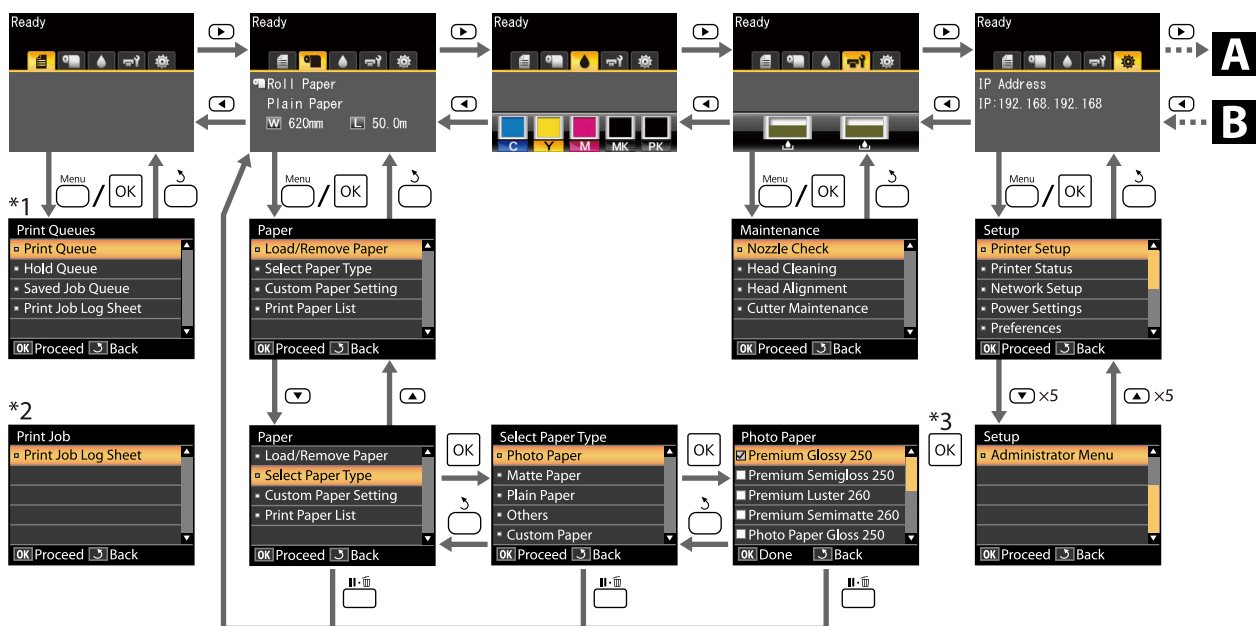 Ready
Ready
Roll Paper
Plain Paper
W 620mm L 50.0m
Ready
C Y M MK PK
Ready
Ready
IP Address
IP:192.168.192.168
A
B
Menu / OK
Menu / OK
Menu / OK
Menu / OK
*1
Print Queues
Print Queue
Hold Queue
Saved Job Queue
Print Job Log Sheet
OK Proceed Back
Paper
Load/Remove Paper
Select Paper Type
Custom Paper Setting
Print Paper List
OK Proceed Back
Maintenance
Nozzle Check
Head Cleaning
Head Alignment
Cutter Maintenance
OK Proceed Back
Setup
Printer Setup
Printer Status
Network Setup
Power Settings
Preferences
OK Proceed Back
×5
×5
*2
Print Job
Print Job Log Sheet
OK Proceed Back
Paper
Load/Remove Paper
Select Paper Type
Custom Paper Setting
Print Paper List
OK Proceed Back
OK
Select Paper Type
Photo Paper
Matte Paper
Plain Paper
Others
Custom Paper
OK Proceed Back
OK
Photo Paper
Premium Glossy 250
Premium Semigloss 250
Premium Luster 260
Premium Semimatte 260
Photo Paper Gloss 250
OK Done Back
*3
OK
Setup
Administrator Menu
OK Proceed Back